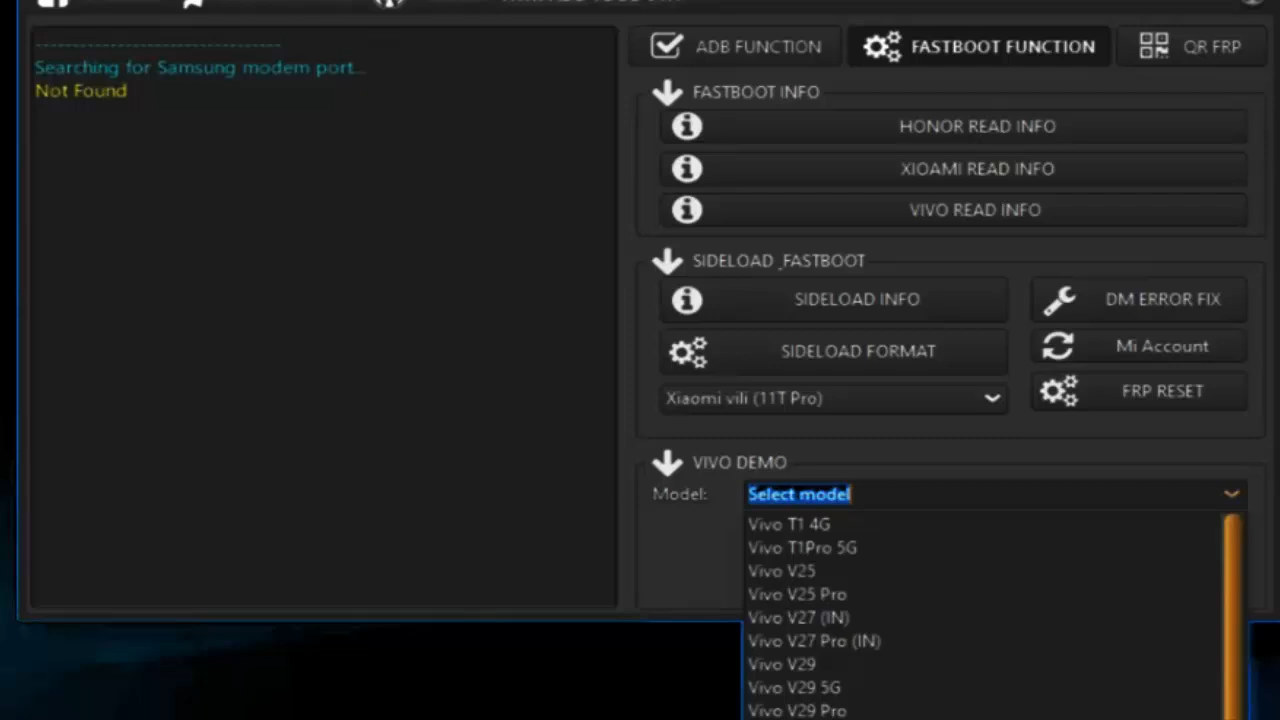 Searching for Samsung modem port...
Not Found
ADB FUNCTION
FASTBOOT FUNCTION
QR FRP
FASTBOOT INFO
HONOR READ INFO
XIOAMI READ INFO
VIVO READ INFO
SIDELOAD _FASTBOOT
SIDELOAD INFO
DM ERROR FIX
SIDELOAD FORMAT
Mi Account
Xiaomi vili (11T Pro)
FRP RESET
VIVO DEMO
Model:
Select model
Vivo T1 4G
Vivo T1Pro 5G
Vivo V25
Vivo V25 Pro
Vivo V27 (IN)
Vivo V27 Pro (IN)
Vivo V29
Vivo V29 5G
Vivo V29 Pro